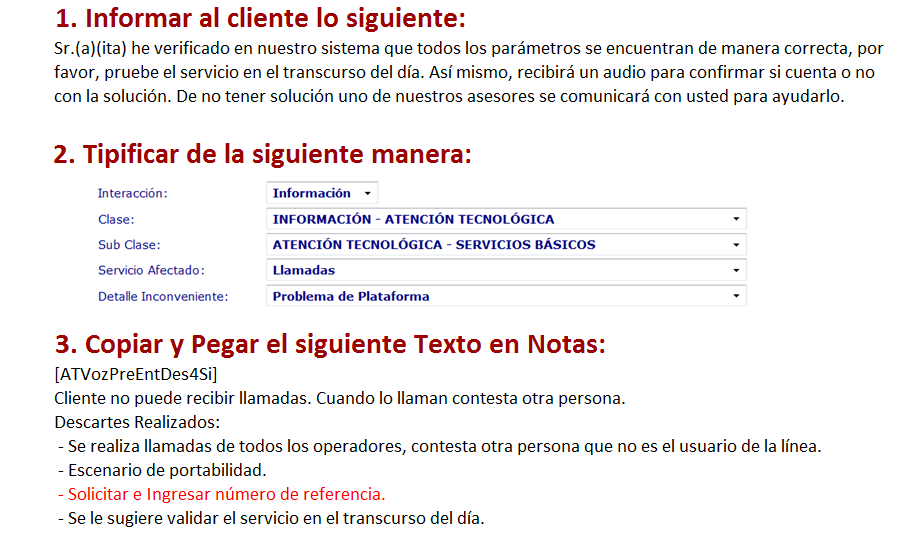 1. Informar al cliente lo siguiente:
Sr.(a)(ita) he verificado en nuestro sistema que todos los parámetros se encuentran de manera correcta, por
favor, pruebe el servicio en el transcurso del día. Así mismo, recibirá un audio para confirmar si cuenta o no
con la solución. De no tener solución uno de nuestros asesores se comunicará con usted para ayudarlo.
2. Tipificar de la siguiente manera:
Interacción: Información
Clase: INFORMACIÓN - ATENCIÓN TECNOLÓGICA
Sub Clase: ATENCIÓN TECNOLÓGICA - SERVICIOS BÁSICOS
Servicio Afectado: Llamadas
Detalle Inconveniente: Problema de Plataforma
3. Copiar y Pegar el siguiente Texto en Notas:
[ATVozPreEntDes4Si]
Cliente no puede recibir llamadas. Cuando lo llaman contesta otra persona.
Descartes Realizados:
- Se realiza llamadas de todos los operadores, contesta otra persona que no es el usuario de la línea.
- Escenario de portabilidad.
- Solicitar e Ingresar número de referencia.
- Se le sugiere validar el servicio en el transcurso del día.